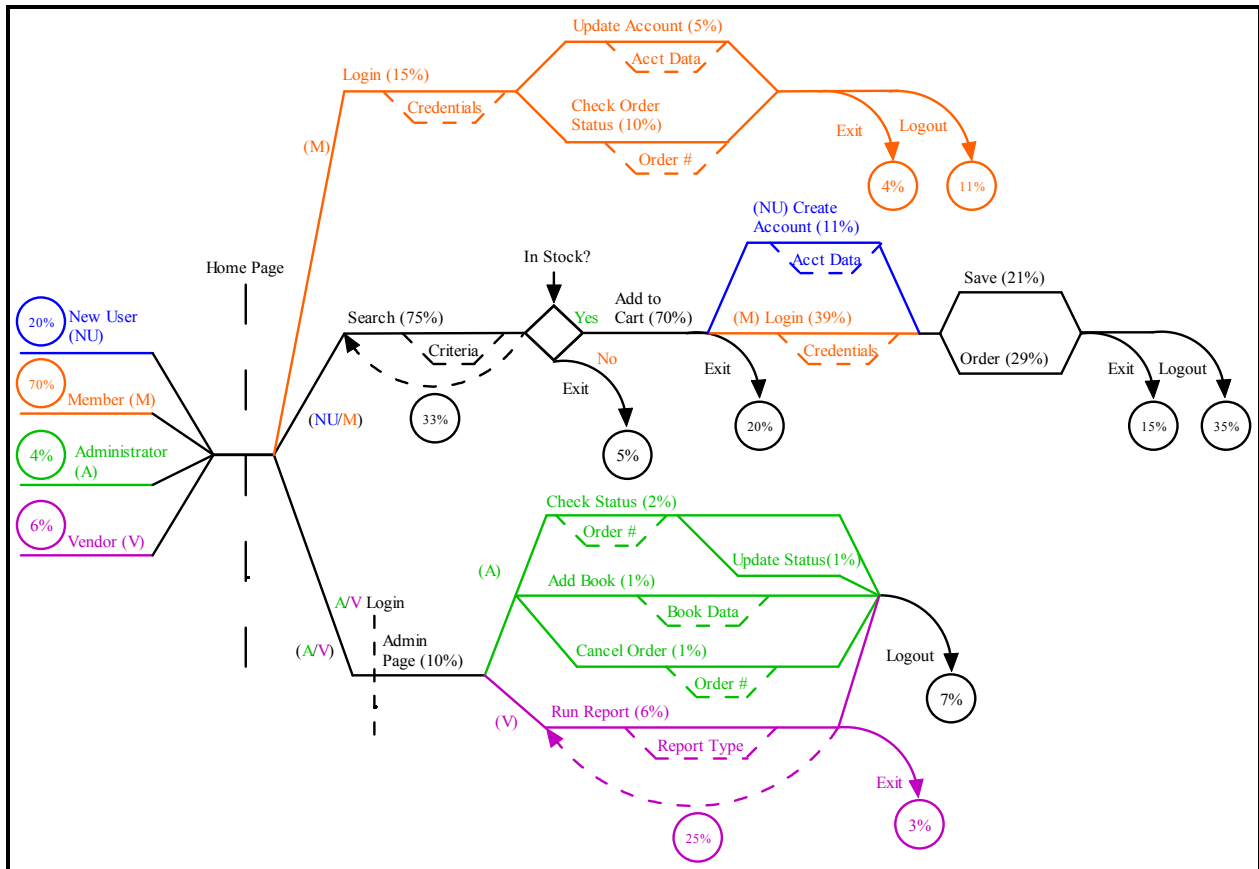 Update Account (5%)
Acct Data
Login (15%)
Credentials
Check Order
Status (10%)
Order #
(M)
Exit
Logout
4%
11%
(NU) Create
Account (11%)
Acct Data
Home Page
In Stock?
Save (21%)
20%
New User
(NU)
Search (75%)
Criteria
Yes
No
Add to
Cart (70%)
(M) Login (39%)
Credentials
Order (29%)
70%
Member (M)
(NU/M)
33%
Exit
5%
Exit
20%
Exit
Logout
15%
35%
4%
Administrator
(A)
6%
Vendor (V)
Check Status (2%)
Order #
Update Status(1%)
(A)
Add Book (1%)
Book Data
A/V Login
(A/V)
Admin
Page (10%)
Cancel Order (1%)
Order #
Logout
7%
(V)
Run Report (6%)
Report Type
Exit
25%
3%